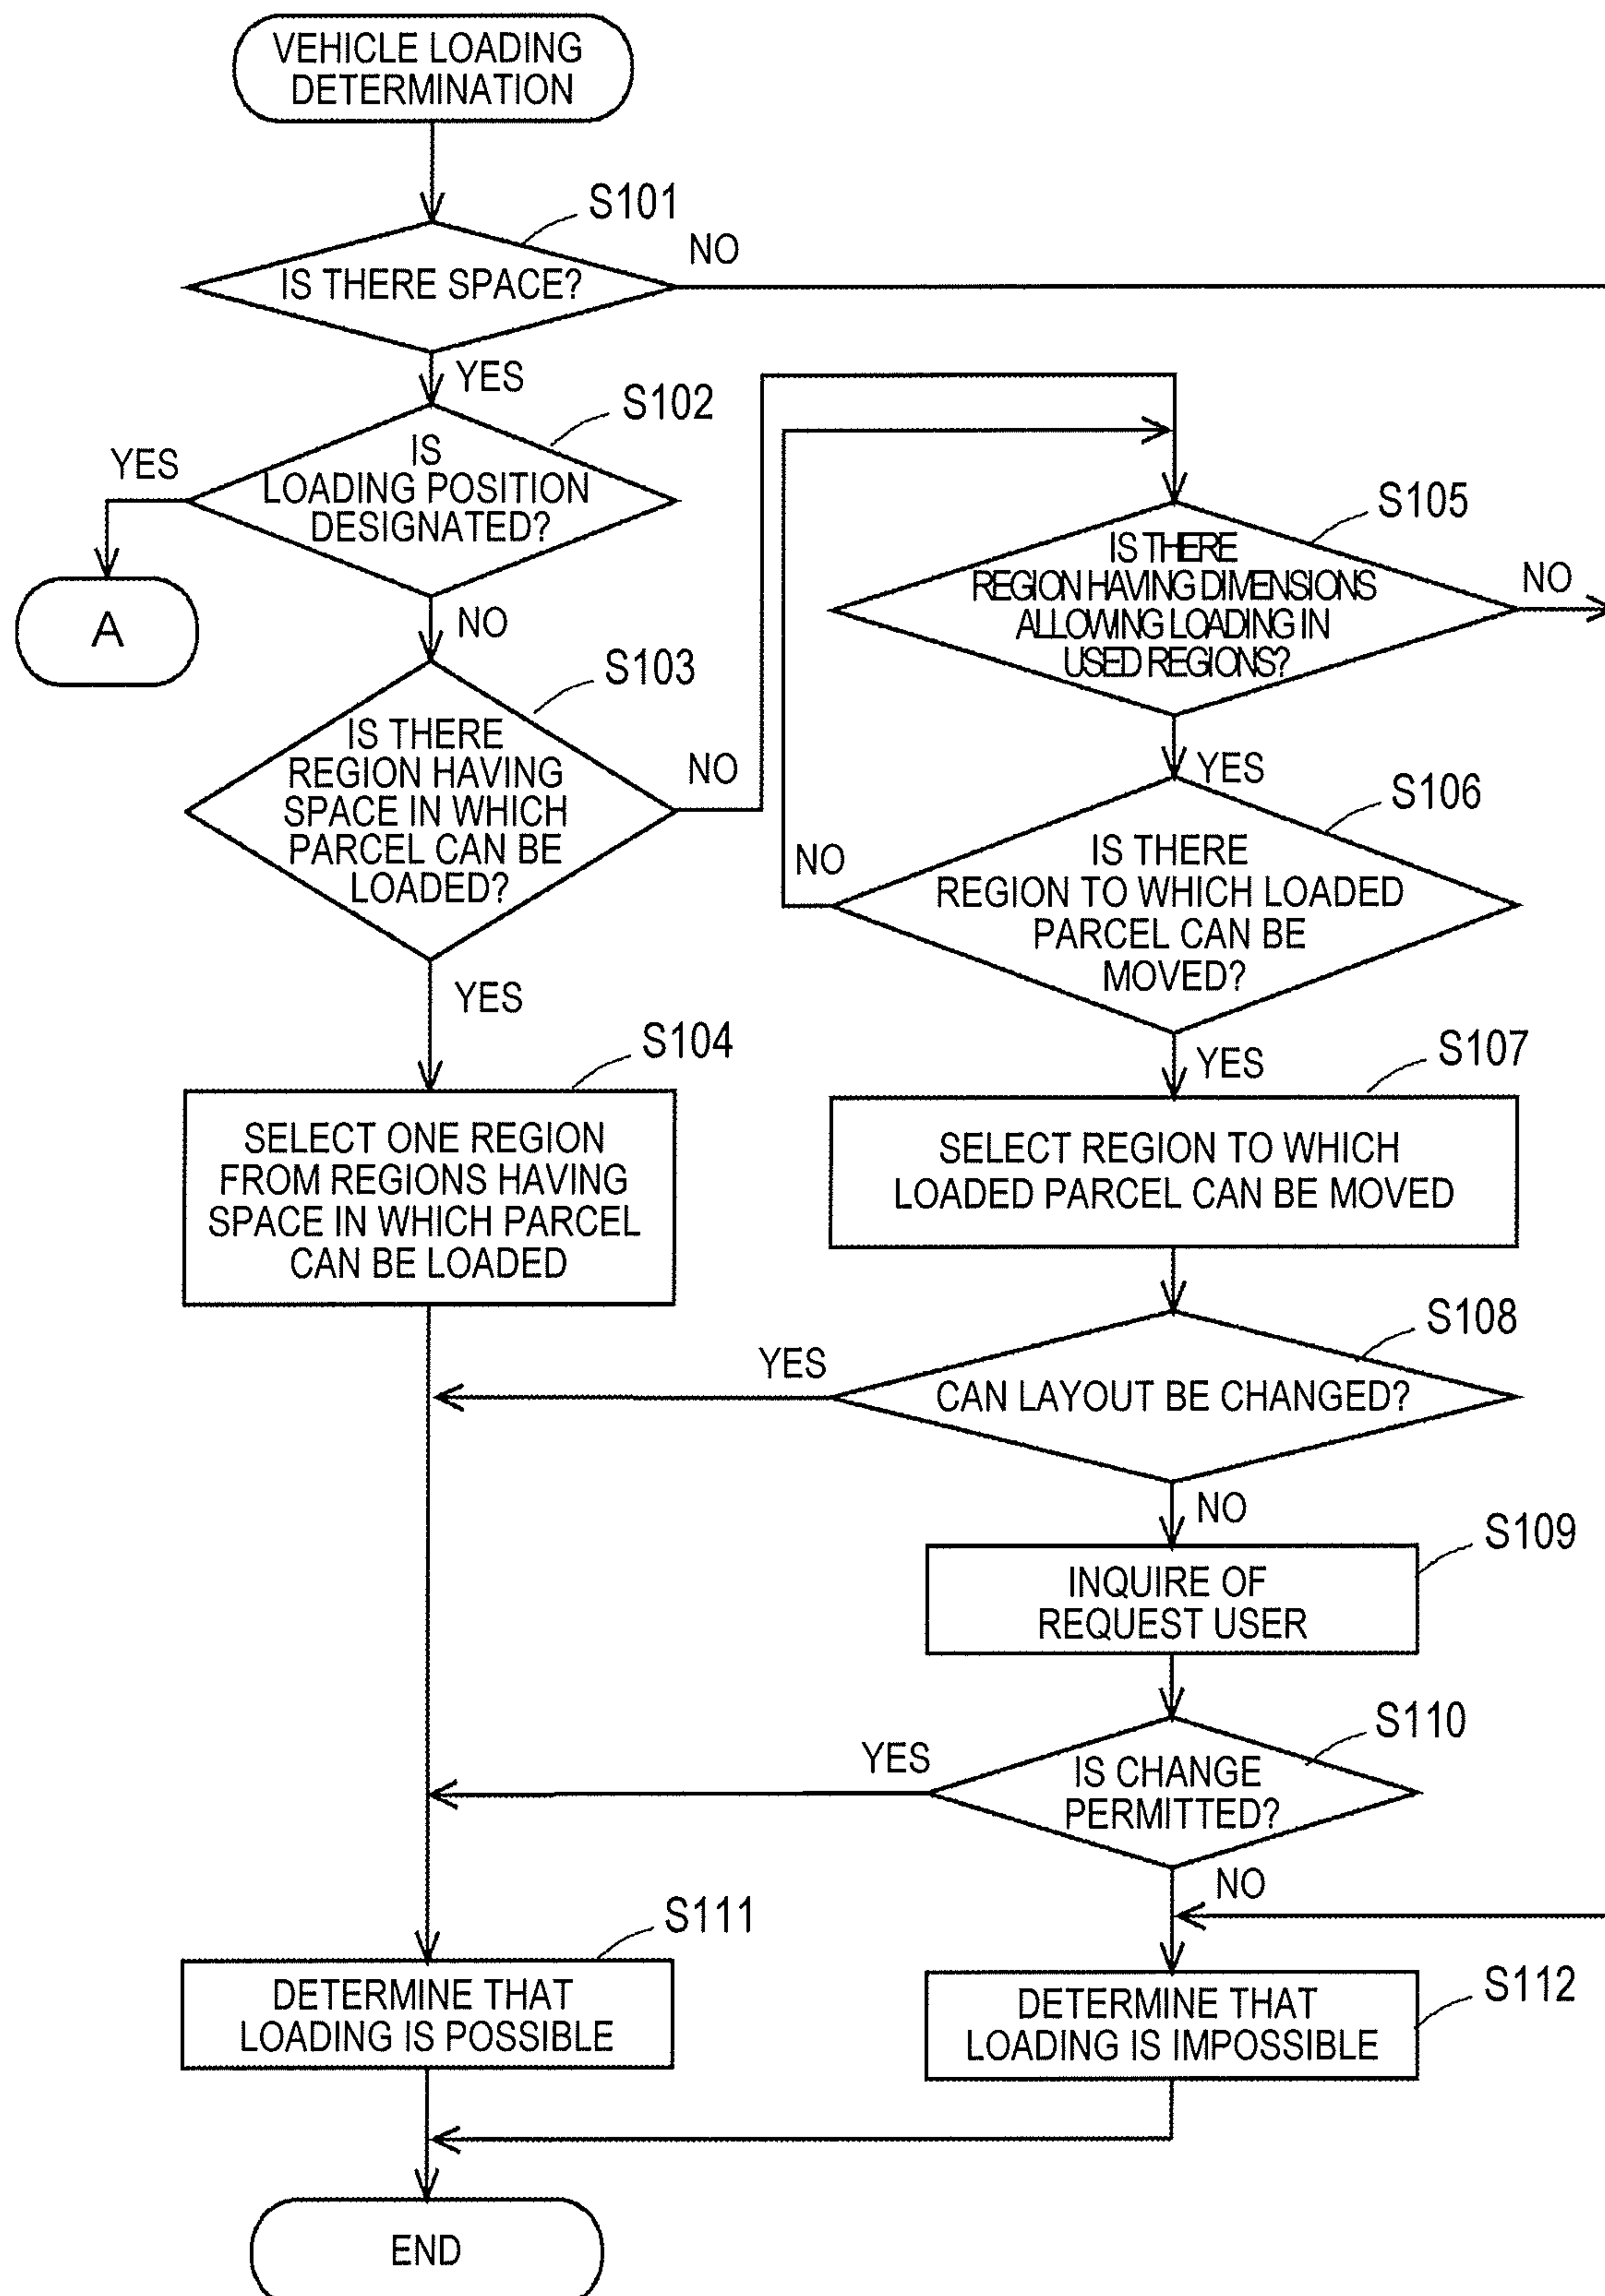 VEHICLE LOADING
DETERMINATION
S101
IS THERE SPACE?
NO
YES
S102
IS
LOADING POSITION
DESIGNATED?
YES
A
NO
S103
IS THERE
REGION HAVING
SPACE IN WHICH
PARCEL CAN BE
LOADED?
NO
YES
S104
SELECT ONE REGION
FROM REGIONS HAVING
SPACE IN WHICH PARCEL
CAN BE LOADED
S105
IS THERE
REGION HAVING DIMENSIONS
ALLOWING LOADING IN
USED REGIONS?
NO
YES
S106
IS THERE
REGION TO WHICH LOADED
PARCEL CAN BE
MOVED?
NO
YES
S107
SELECT REGION TO WHICH
LOADED PARCEL CAN BE MOVED
S108
CAN LAYOUT BE CHANGED?
YES
NO
S109
INQUIRE OF
REQUEST USER
S110
IS CHANGE
PERMITTED?
YES
NO
S111
DETERMINE THAT
LOADING IS POSSIBLE
S112
DETERMINE THAT
LOADING IS IMPOSSIBLE
END